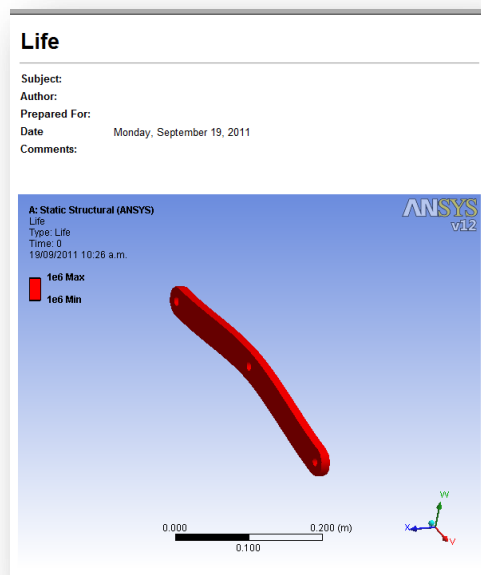 Life
Subject:
Author:
Prepared For:
Date Monday, September 19, 2011
Comments:
A: Static Structural (ANSYS)
Life
Type: Life
Time: 0
19/09/2011 10:26 a.m.
ANSYS
v12
1e6 Max
1e6 Min
0.000 0.200 (m)
0.100
W
X
V